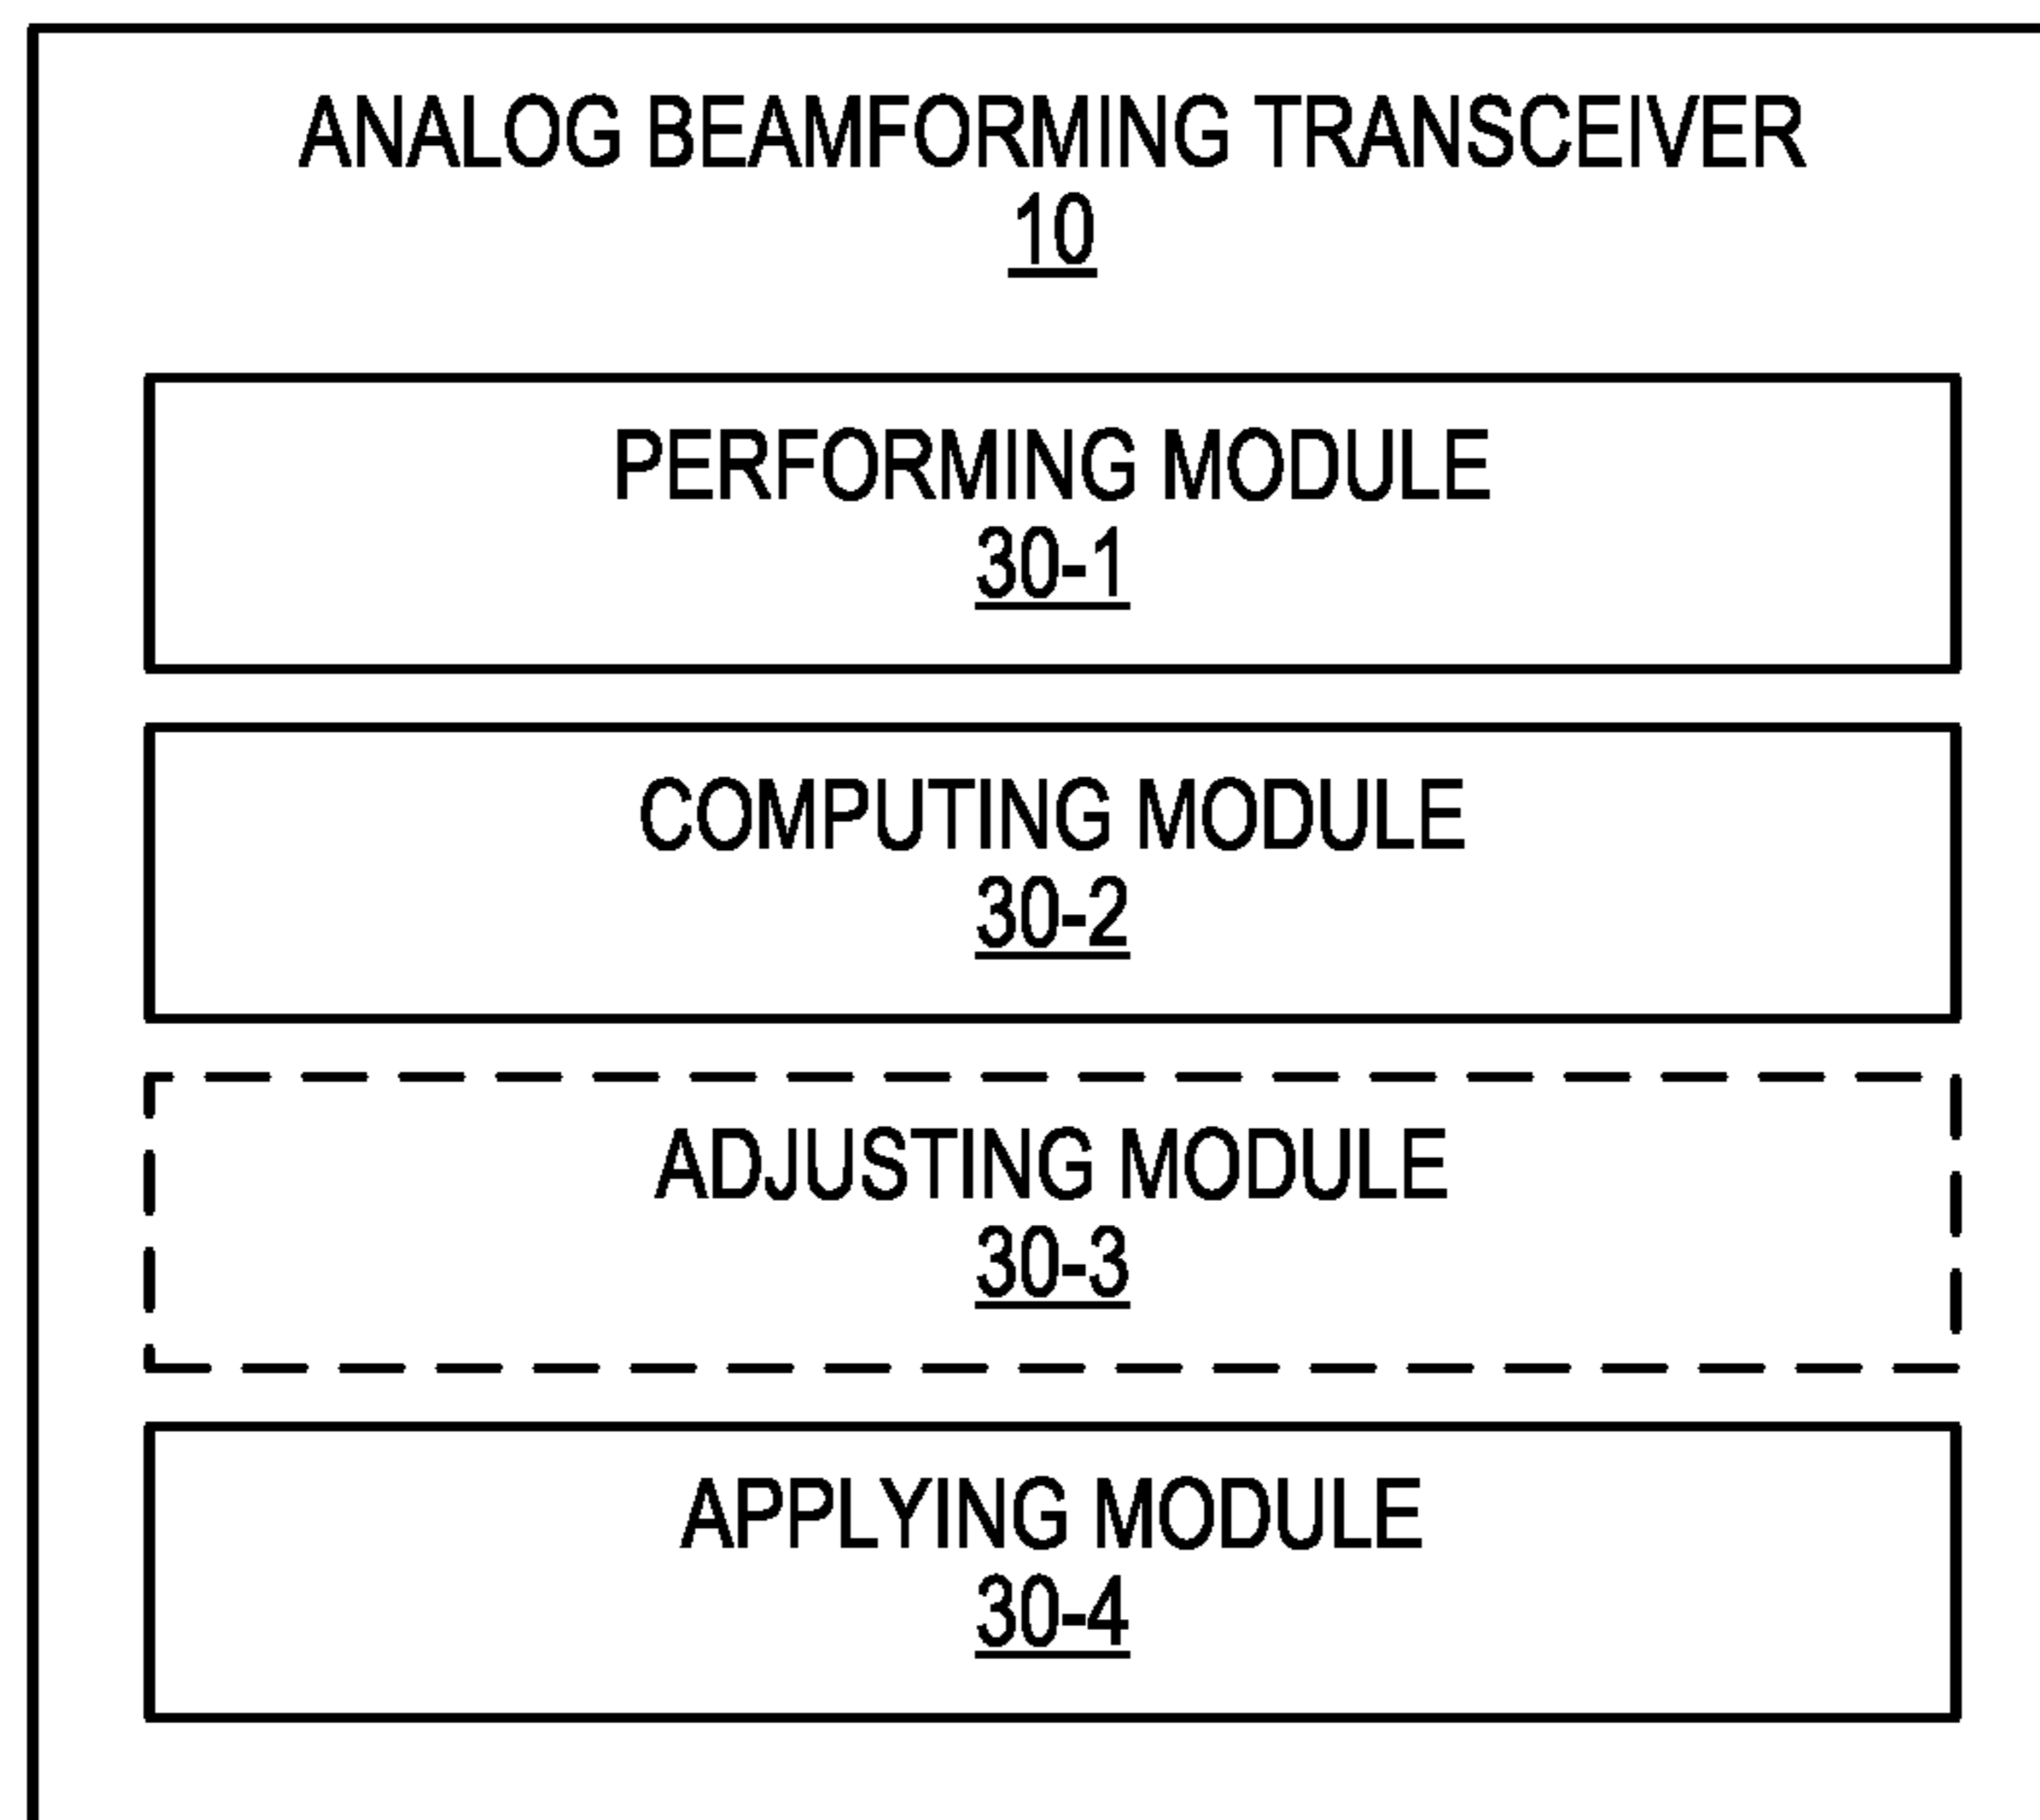 ANALOG BEAMFORMING TRANSCEIVER
10
PERFORMING MODULE
30-1
COMPUTING MODULE
30-2
ADJUSTING MODULE
30-3
APPLYING MODULE
30-4